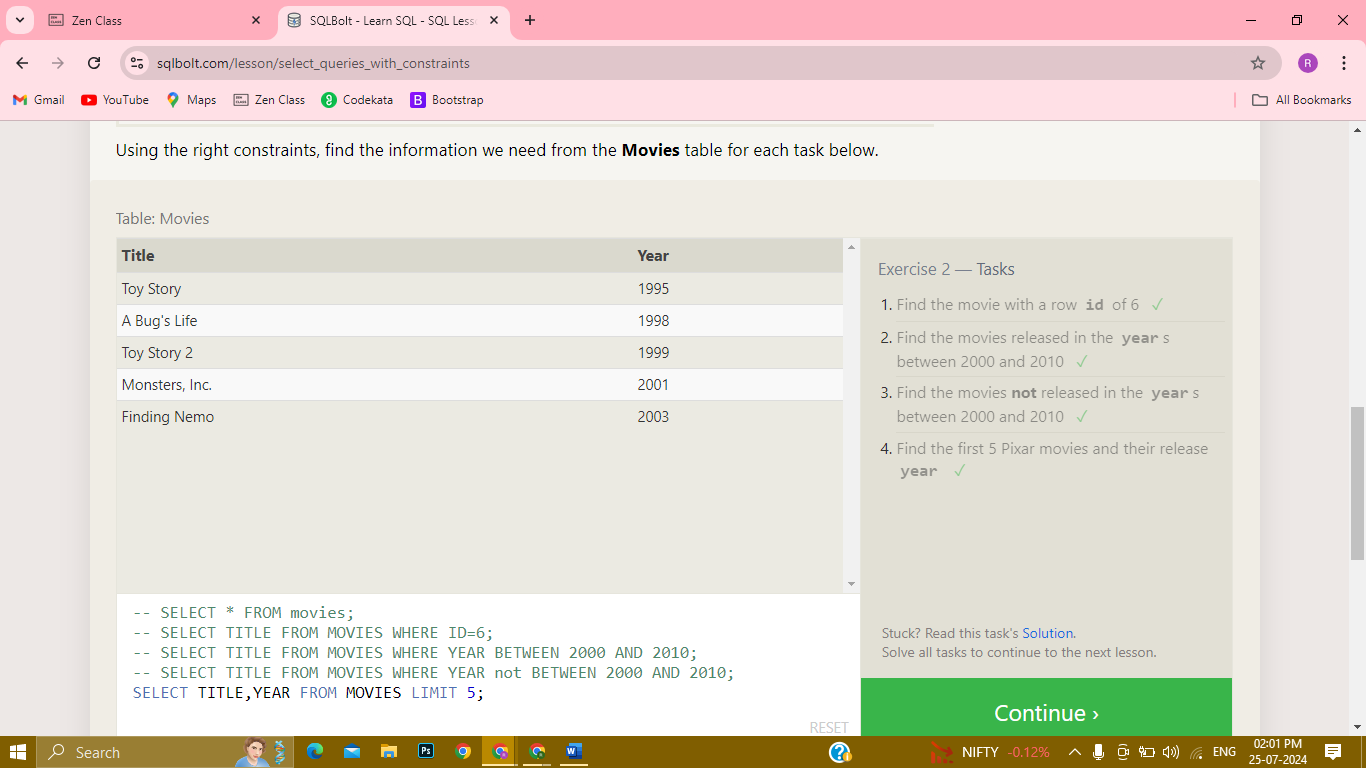 Zen Class
SQLBolt - Learn SQL - SQL Less
sqlbolt.com/lesson/select_queries_with_constraints
R
Gmail YouTube Maps Zen Class Codekata B Bootstrap All Bookmarks
Using the right constraints, find the information we need from the Movies table for each task below.
Table: Movies
Title Year
Toy Story 1995
A Bug's Life 1998
Toy Story 2 1999
Monsters, Inc. 2001
Finding Nemo 2003
Exercise 2 — Tasks
1. Find the movie with a row id of 6 ✓
2. Find the movies released in the year s
between 2000 and 2010 ✓
3. Find the movies not released in the year s
between 2000 and 2010 ✓
4. Find the first 5 Pixar movies and their release
year ✓
Stuck? Read this task's Solution.
Solve all tasks to continue to the next lesson.
Continue ›
-- SELECT * FROM movies;
-- SELECT TITLE FROM MOVIES WHERE ID=6;
-- SELECT TITLE FROM MOVIES WHERE YEAR BETWEEN 2000 AND 2010;
-- SELECT TITLE FROM MOVIES WHERE YEAR not BETWEEN 2000 AND 2010;
SELECT TITLE,YEAR FROM MOVIES LIMIT 5;
RESET
Search
Ps
W
NIFTY -0.12%
ENG
02:01 PM
25-07-2024